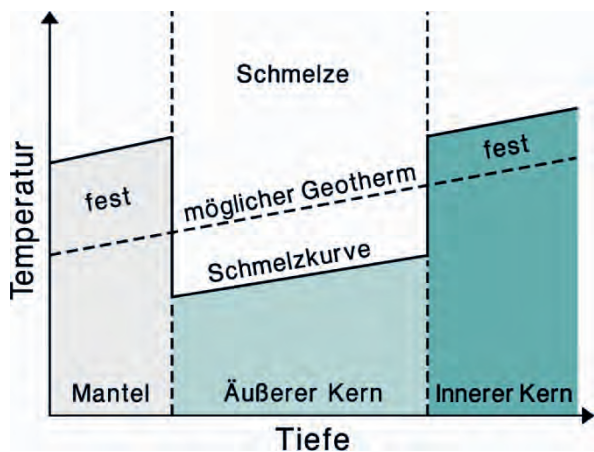 Temperatur
Schmelze
fest
fest
möglicher Geotherm
Schmelzkurve
Mantel
Äußerer Kern
Innerer Kern
Tiefe